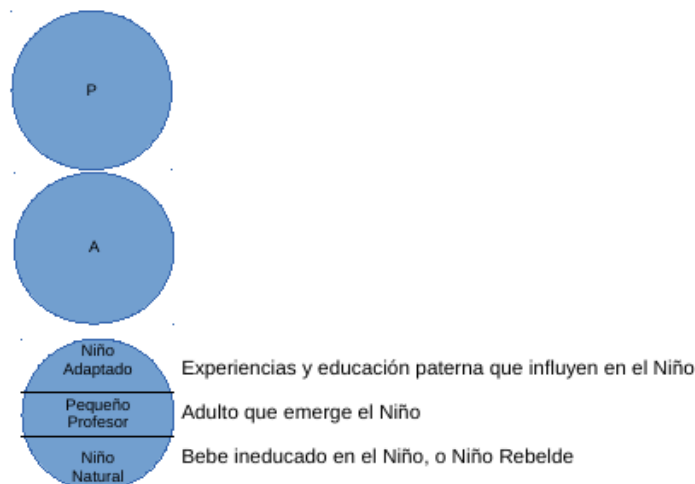 P
A
Niño
Adaptado
Experiencias y educación paterna que influyen en el Niño
Pequeño
Profesor
Adulto que emerge el Niño
Niño
Natural
Bebe ineducado en el Niño, o Niño Rebelde